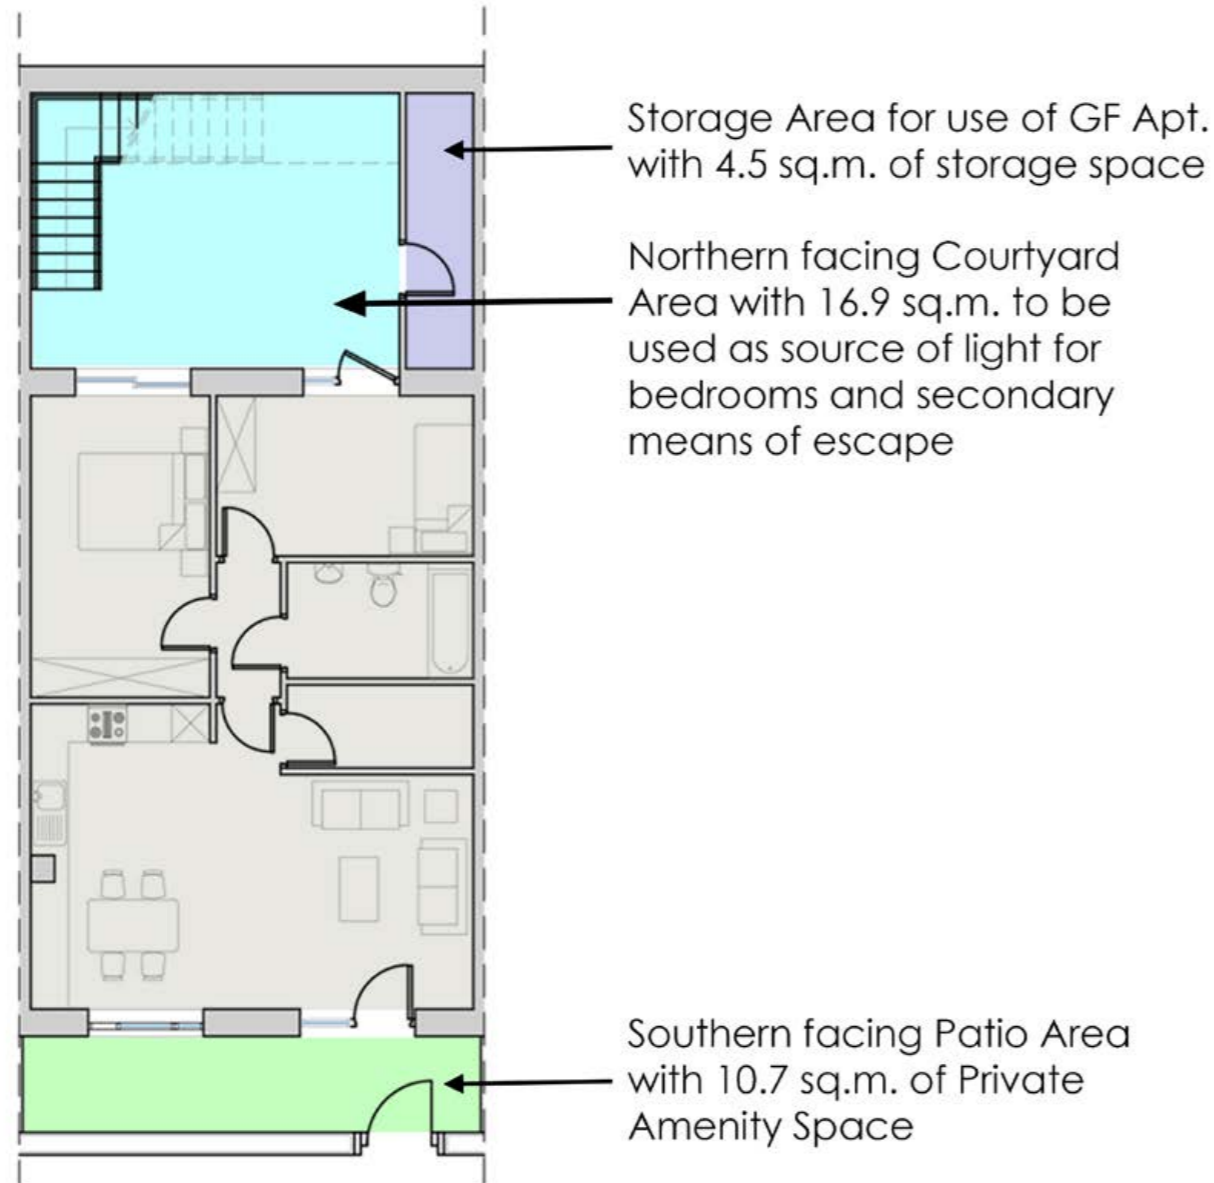 Storage Area for use of GF Apt.
with 4.5 sq.m. of storage space
Northern facing Courtyard
Area with 16.9 sq.m. to be
used as source of light for
bedrooms and secondary
means of escape
Southern facing Patio Area
with 10.7 sq.m. of Private
Amenity Space